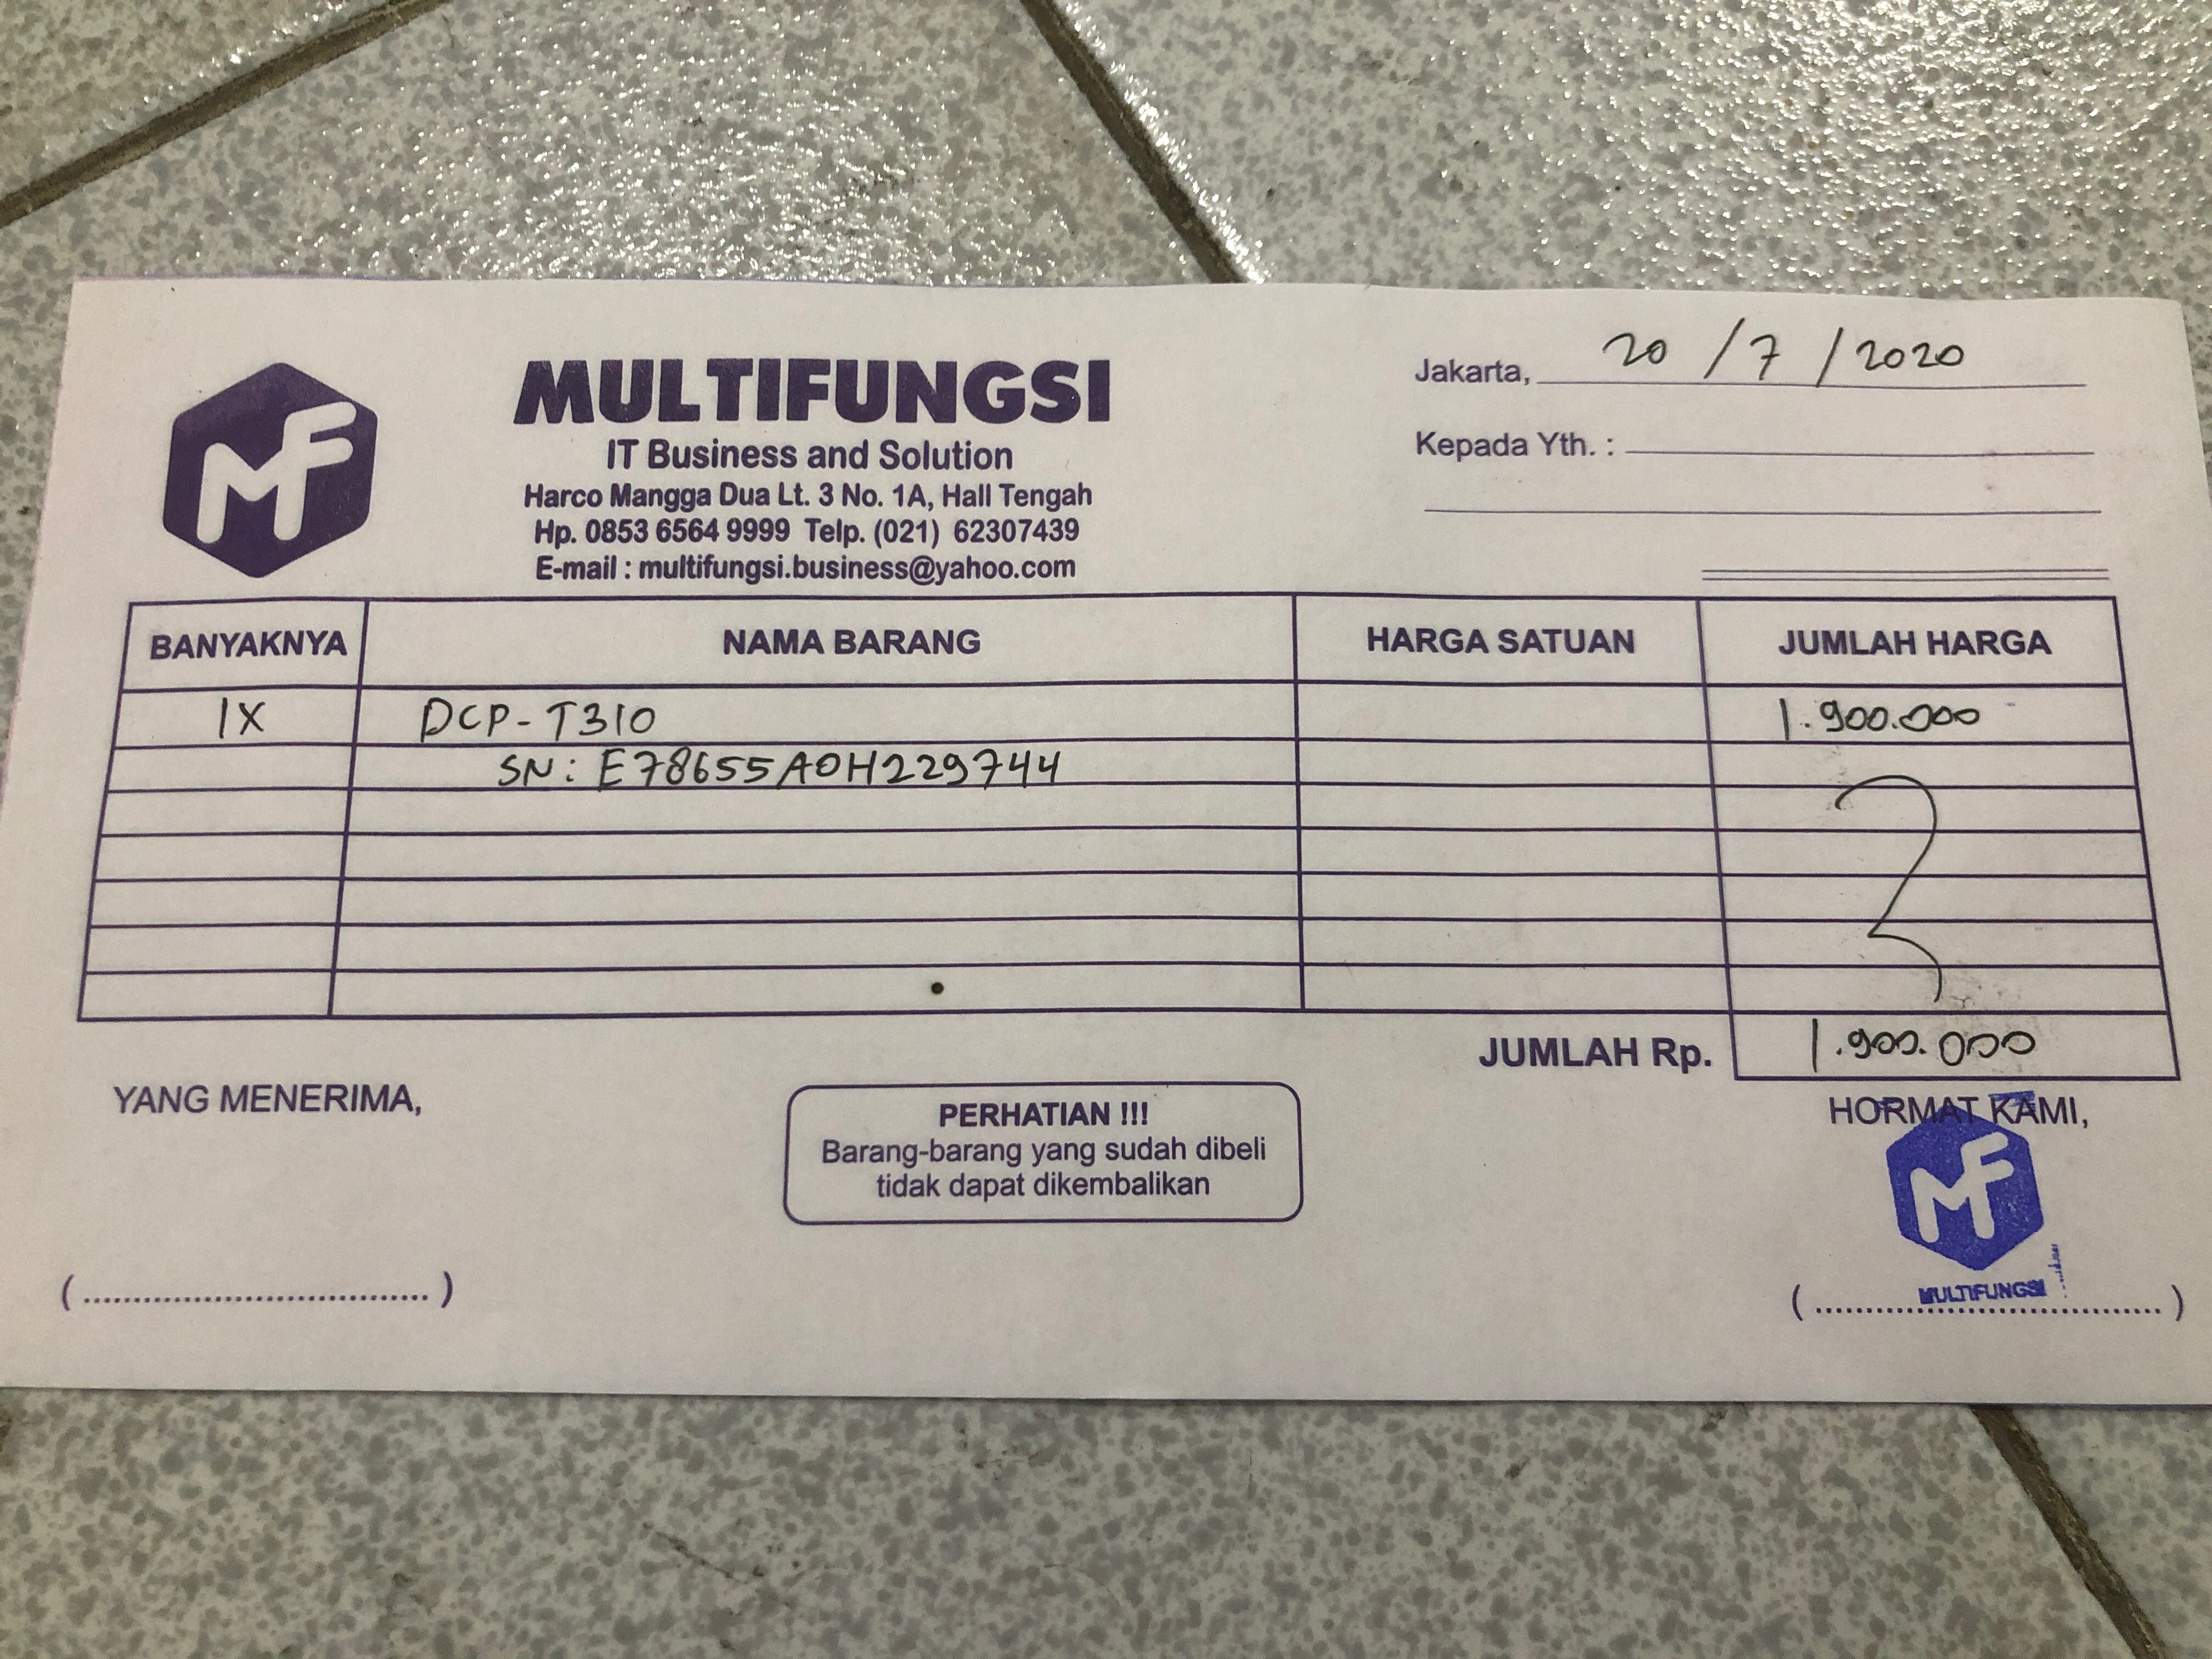 MF
MULTIFUNGSI
IT Business and Solution
Harco Mangga Dua Lt. 3 No. 1A, Hall Tengah
Hp. 0853 6564 9999 Telp. (021) 62307439
E-mail : multifungsi.business@yahoo.com
Jakarta, 20/7/2020
Kepada Yth. :
BANYAKNYA NAMA BARANG HARGA SATUAN JUMLAH HARGA
1X DCP-T310 1.900.000
SN: E78655A0H229744
JUMLAH Rp. 1.900.000
YANG MENERIMA,
PERHATIAN !!!
Barang-barang yang sudah dibeli
tidak dapat dikembalikan
HORMAT KAMI,
MF
MULTIFUNGSI
(..................................)
(..................................)